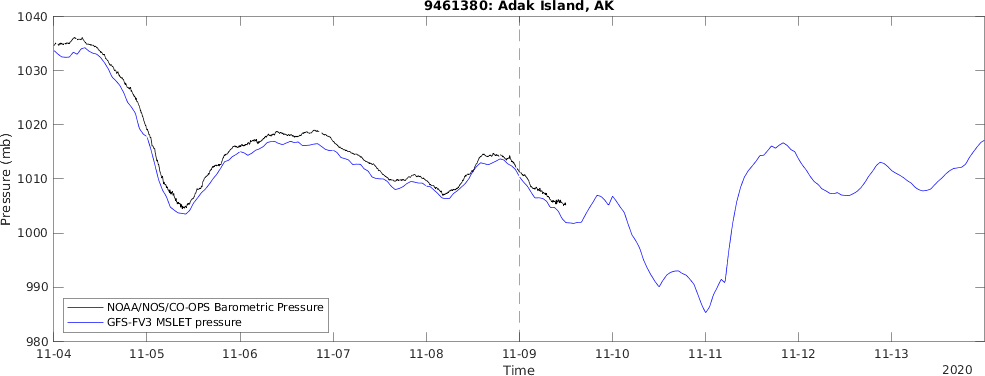 9461380: Adak Island, AK
Pressure (mb)
1040
1030
1020
1010
1000
990
980
NOAA/NOS/CO-OPS Barometric Pressure
GFS-FV3 MSLET pressure
11-04 11-05 11-06 11-07 11-08 11-09 11-10 11-11 11-12 11-13
Time
2020